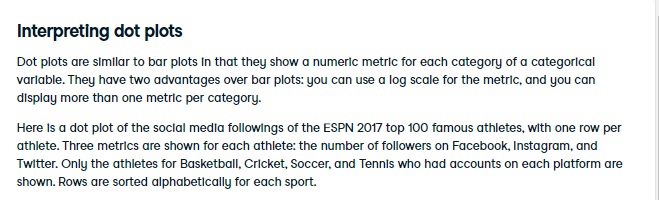 Interpreting dot plots
Dot plots are similar to bar plots in that they show a numeric metric for each category of a categorical
variable. They have two advantages over bar plots: you can use a log scale for the metric, and you can
display more than one metric per category.
Here is a dot plot of the social media followings of the ESPN 2017 top 100 famous athletes, with one row per
athlete. Three metrics are shown for each athlete: the number of followers on Facebook, Instagram, and
Twitter. Only the athletes for Basketball, Cricket, Soccer, and Tennis who had accounts on each platform are
shown. Rows are sorted alphabetically for each sport.